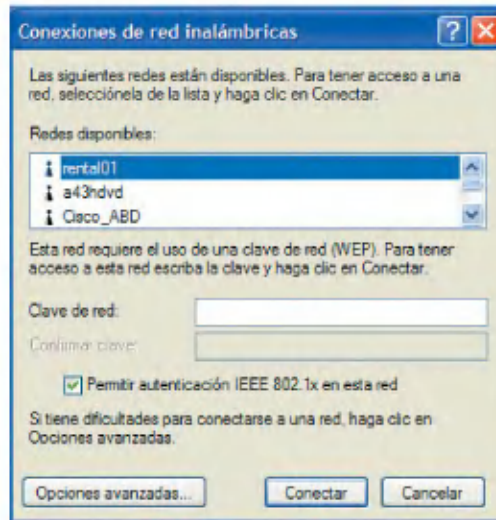 Conexiones de red inalámbricas
Las siguientes redes están disponibles. Para tener acceso a una
red, selecciónela de la lista y haga clic en Conectar.
Redes disponibles:
rental01
a43hdvd
Cisco_ABD
Esta red requiere el uso de una clave de red (WEP). Para tener
acceso a esta red escriba la clave y haga clic en Conectar.
Clave de red:
Confirmar clave:
Permitir autenticación IEEE 802.1x en esta red
Si tiene dificultades para conectarse a una red, haga clic en
Opciones avanzadas.
Opciones avanzadas... Conectar Cancelar